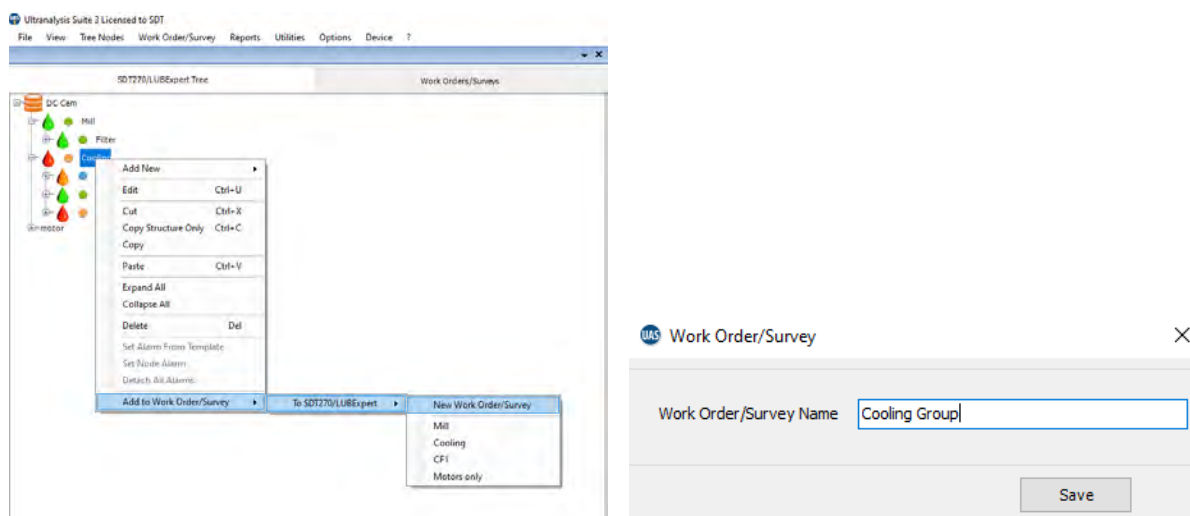 Ultranalysis Suite 3 Licensed to SDT
File View Tree Nodes Work Order/Survey Reports Utilities Options Device ?
SDT270/LUBExpert Tree Work Orders/Surveys
DC Cem
Mill
Filter
Cooling
motor
Add New
Edit Ctrl+U
Cut Ctrl+X
Copy Structure Only Ctrl+C
Copy
Paste Ctrl+V
Expand All
Collapse All
Delete Del
Set Alarm From Template
Set Node Alarm
Detach All Alarms
Add to Work Order/Survey To SDT270/LUBExpert New Work Order/Survey
Mill
Cooling
CF1
Motors only
UAS Work Order/Survey
Work Order/Survey Name Cooling Group
Save